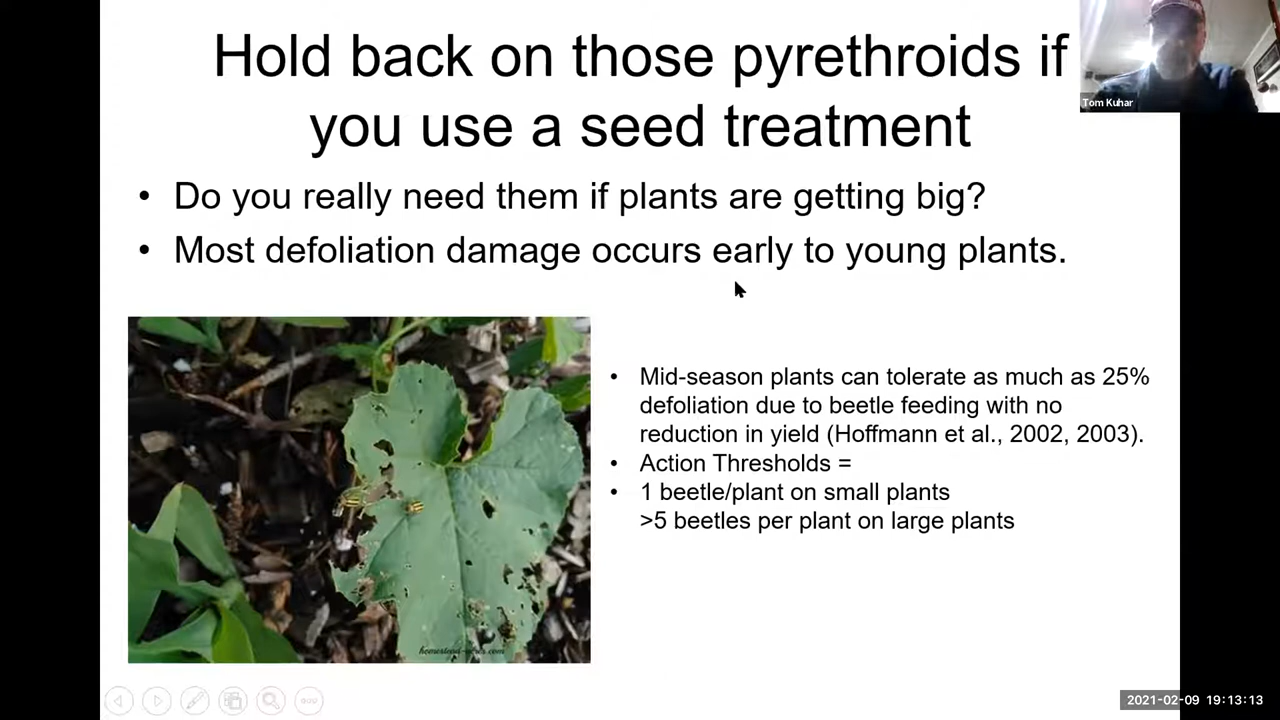 Hold back on those pyrethroids if
you use a seed treatment
Tom Kuhar
• Do you really need them if plants are getting big?
• Most defoliation damage occurs early to young plants.
• Mid-season plants can tolerate as much as 25%
defoliation due to beetle feeding with no
reduction in yield (Hoffmann et al., 2002, 2003).
• Action Thresholds =
• 1 beetle/plant on small plants
>5 beetles per plant on large plants
2021-02-09 19:13:13